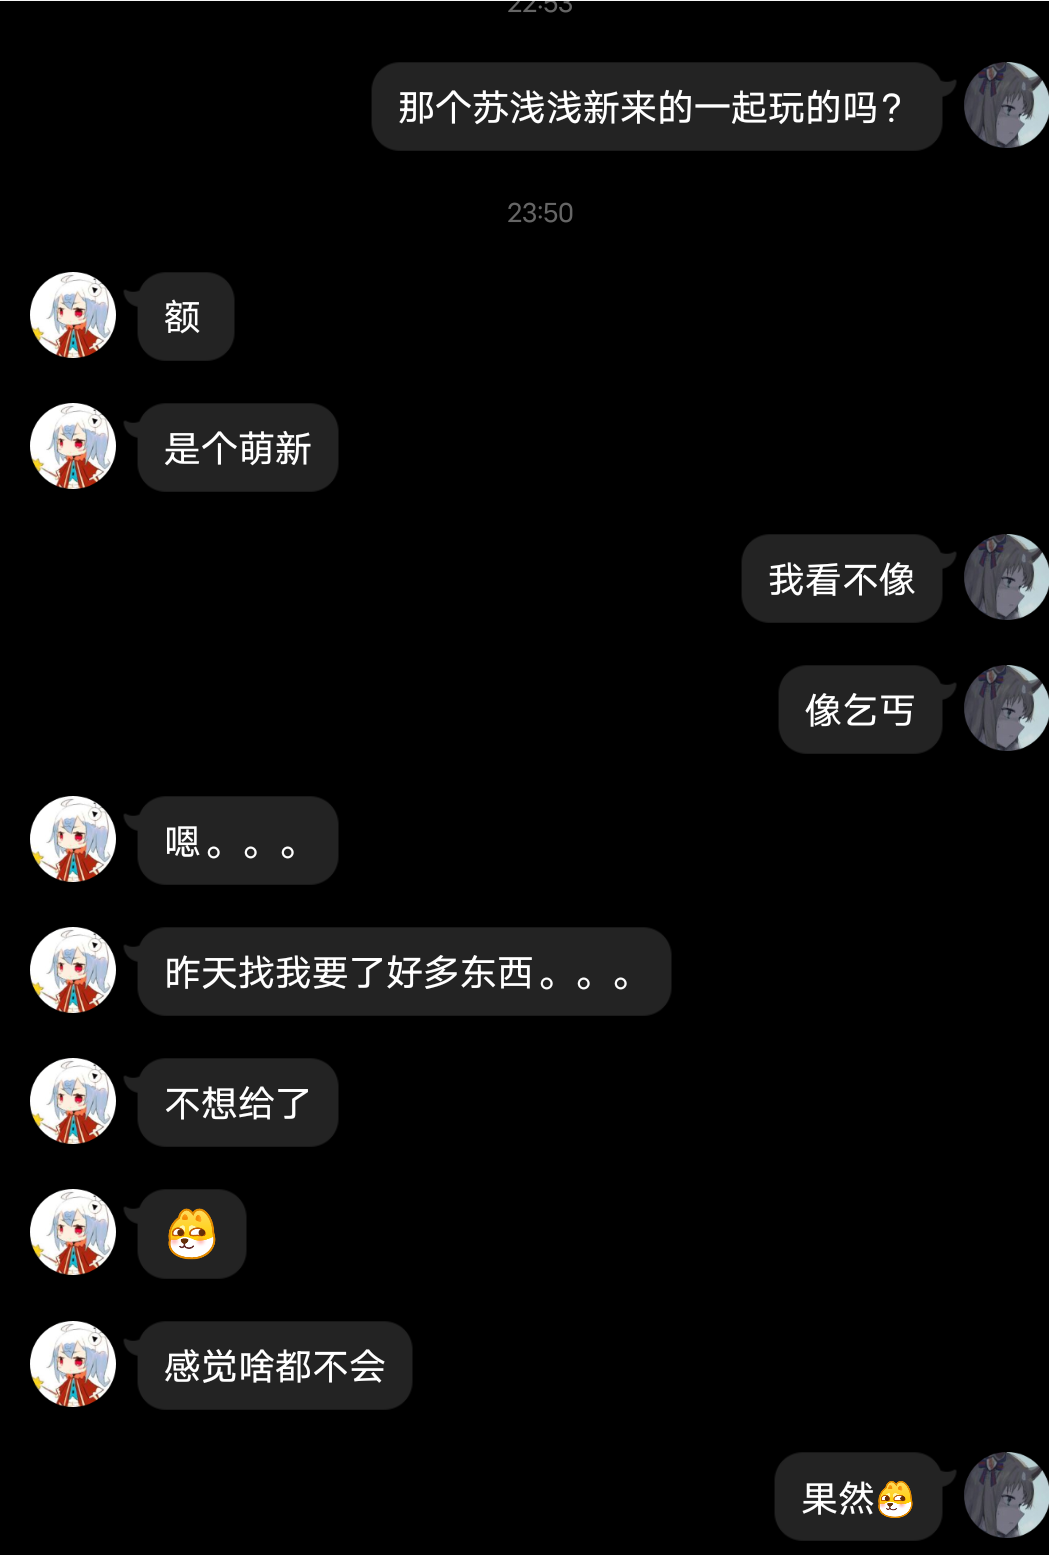 22:53
那个苏浅浅新来的一起玩的吗？
23:50
额
是个萌新
我看不像
像乞丐
嗯。。。
昨天找我要了好多东西。。。
不想给了
感觉啥都不会
果然